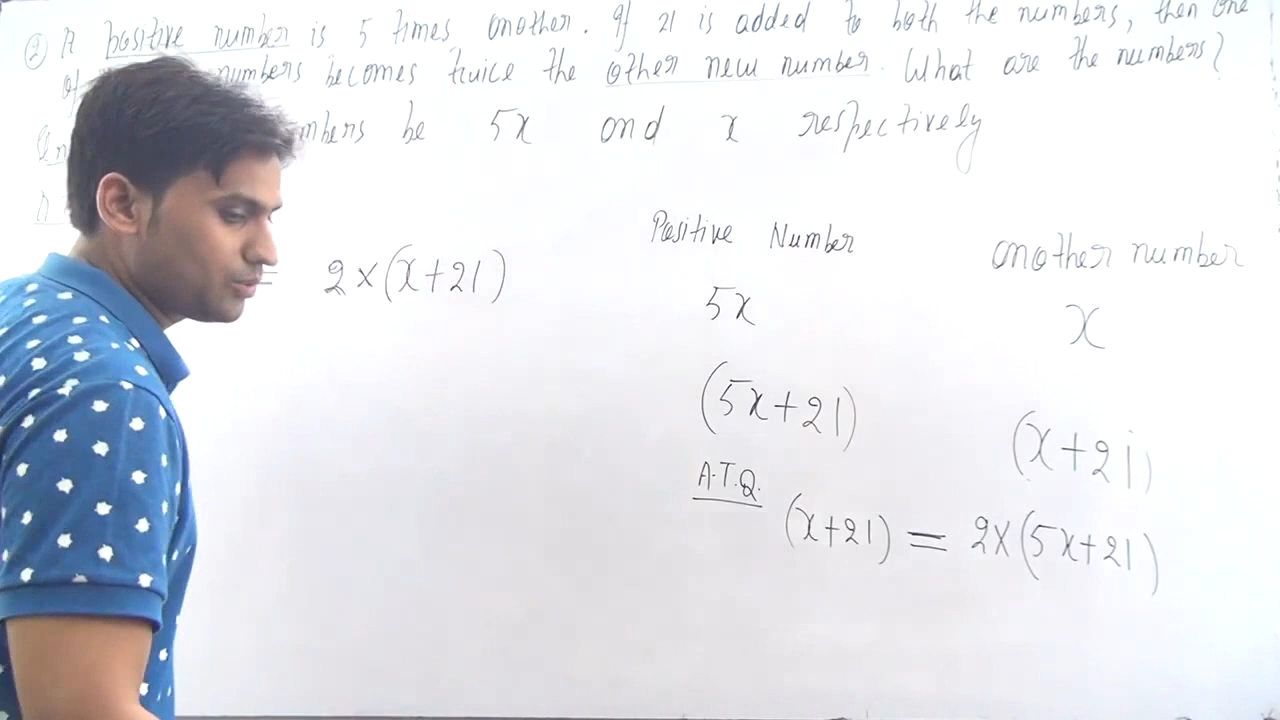 ② A positive number is 5 times another. If 21 is added to both the numbers, then one
of numbers becomes twice the other new number. What are the numbers?
be 5x and x respectively
Positive Number another number
= 2×(x+21)
5x x
(5x+21) (x+21)
A.T.Q.
(x+21) = 2×(5x+21)